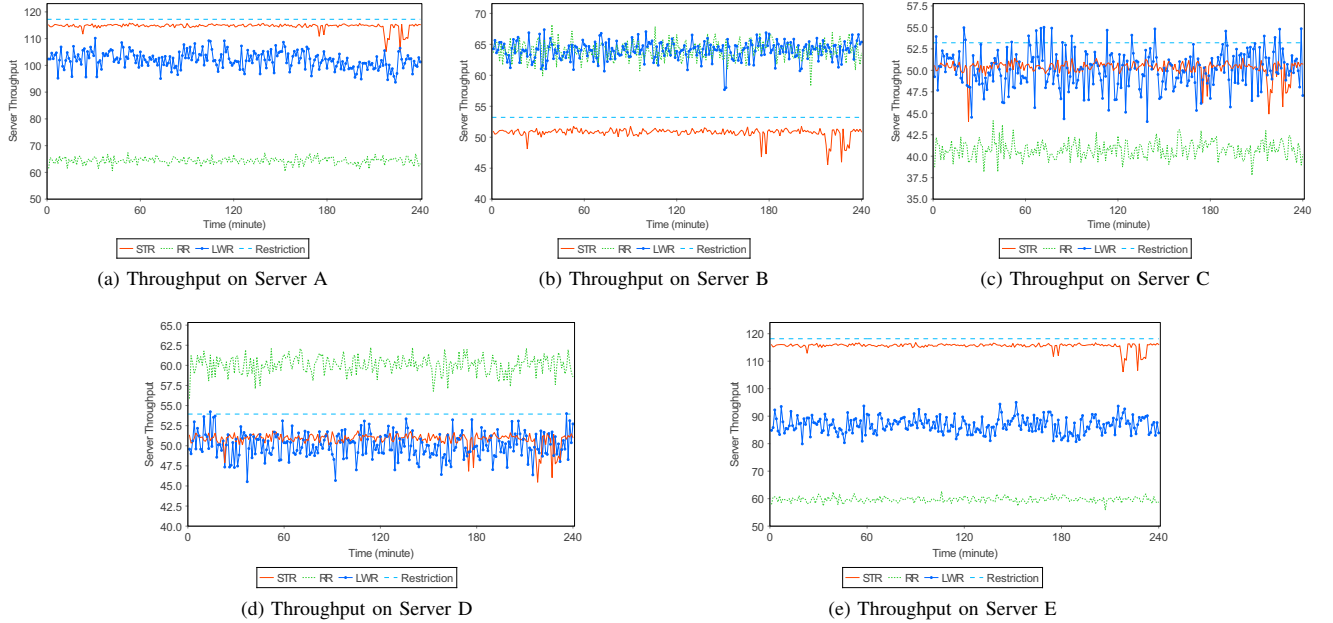 120
110
100
90
80
70
60
50
Server Throughput
0 60 120 180 240
Time (minute)
STR RR LWR Restriction
(a) Throughput on Server A
70
65
60
55
50
45
40
Server Throughput
0 60 120 180 240
Time (minute)
STR RR LWR Restriction
(b) Throughput on Server B
57.5
55.0
52.5
50.0
47.5
45.0
42.5
40.0
37.5
35.0
Server Throughput
0 60 120 180 240
Time (minute)
STR RR LWR Restriction
(c) Throughput on Server C
65.0
62.5
60.0
57.5
55.0
52.5
50.0
47.5
45.0
42.5
40.0
Server Throughput
0 60 120 180 240
Time (minute)
STR RR LWR Restriction
(d) Throughput on Server D
120
110
100
90
80
70
60
50
Server Throughput
0 60 120 180 240
Time (minute)
STR RR LWR Restriction
(e) Throughput on Server E